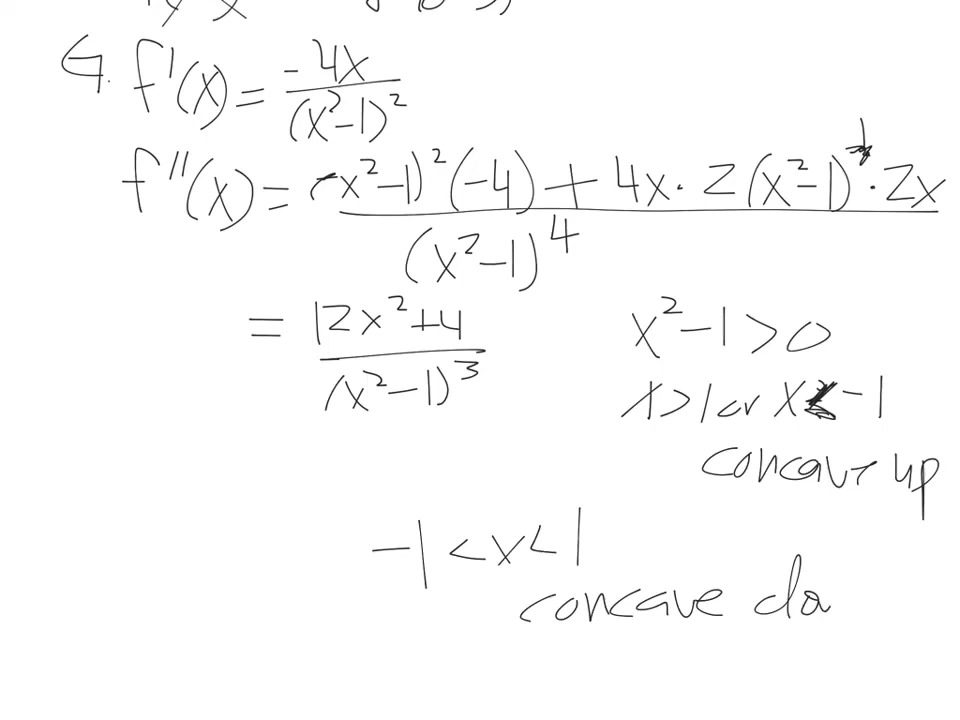 G. f'(x) = -4x / (x²-1)²
f''(x) = (x²-1)²(-4) + 4x · 2(x²-1) · 2x / (x²-1)⁴
= 12x²+4 / (x²-1)³
x²-1>0
x>1 or x<-1
concave up
-1<x<1
concave do